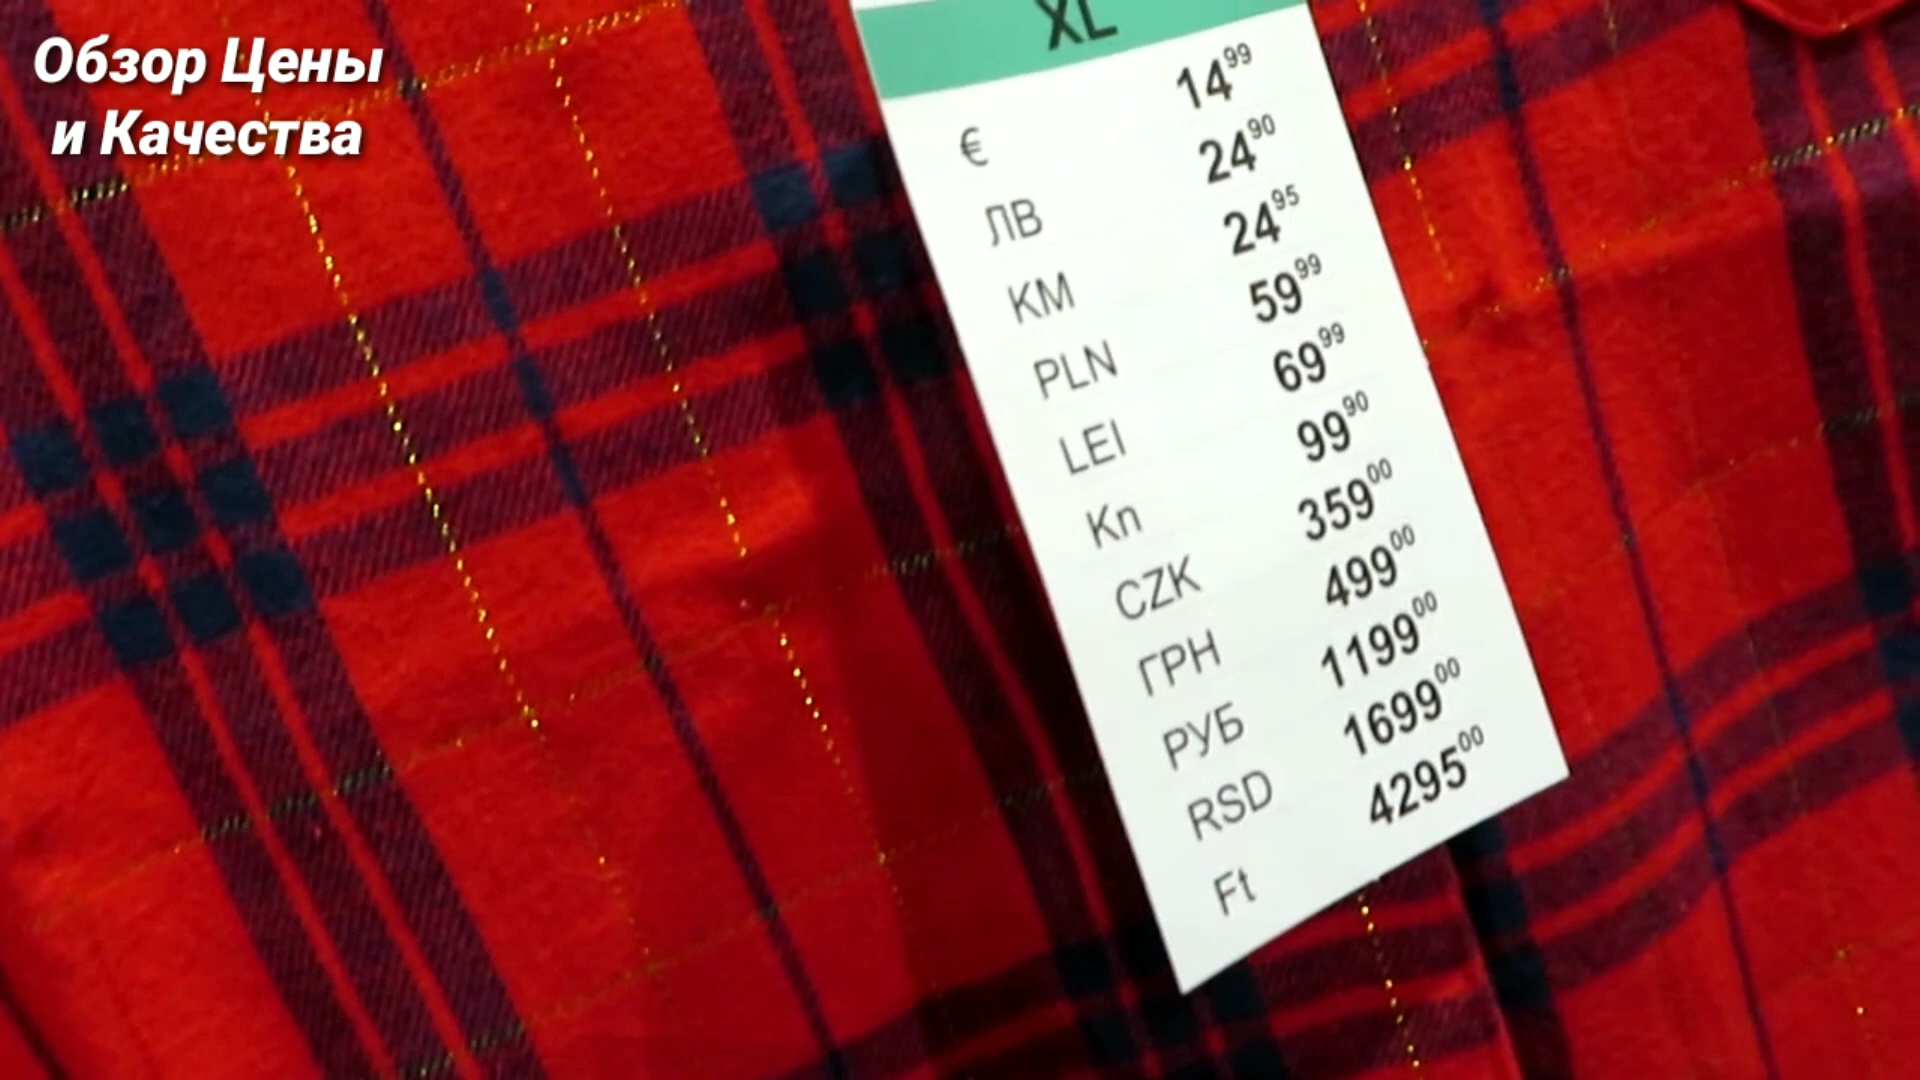 Обзор Цены
и Качества
XL
€ 14 99
ЛВ 24 90
KM 24 95
PLN 59 99
LEI 69 99
Kn 99 90
CZK 359 00
ГРН 499 00
РУБ 1199 00
RSD 1699 00
Ft 4295 00